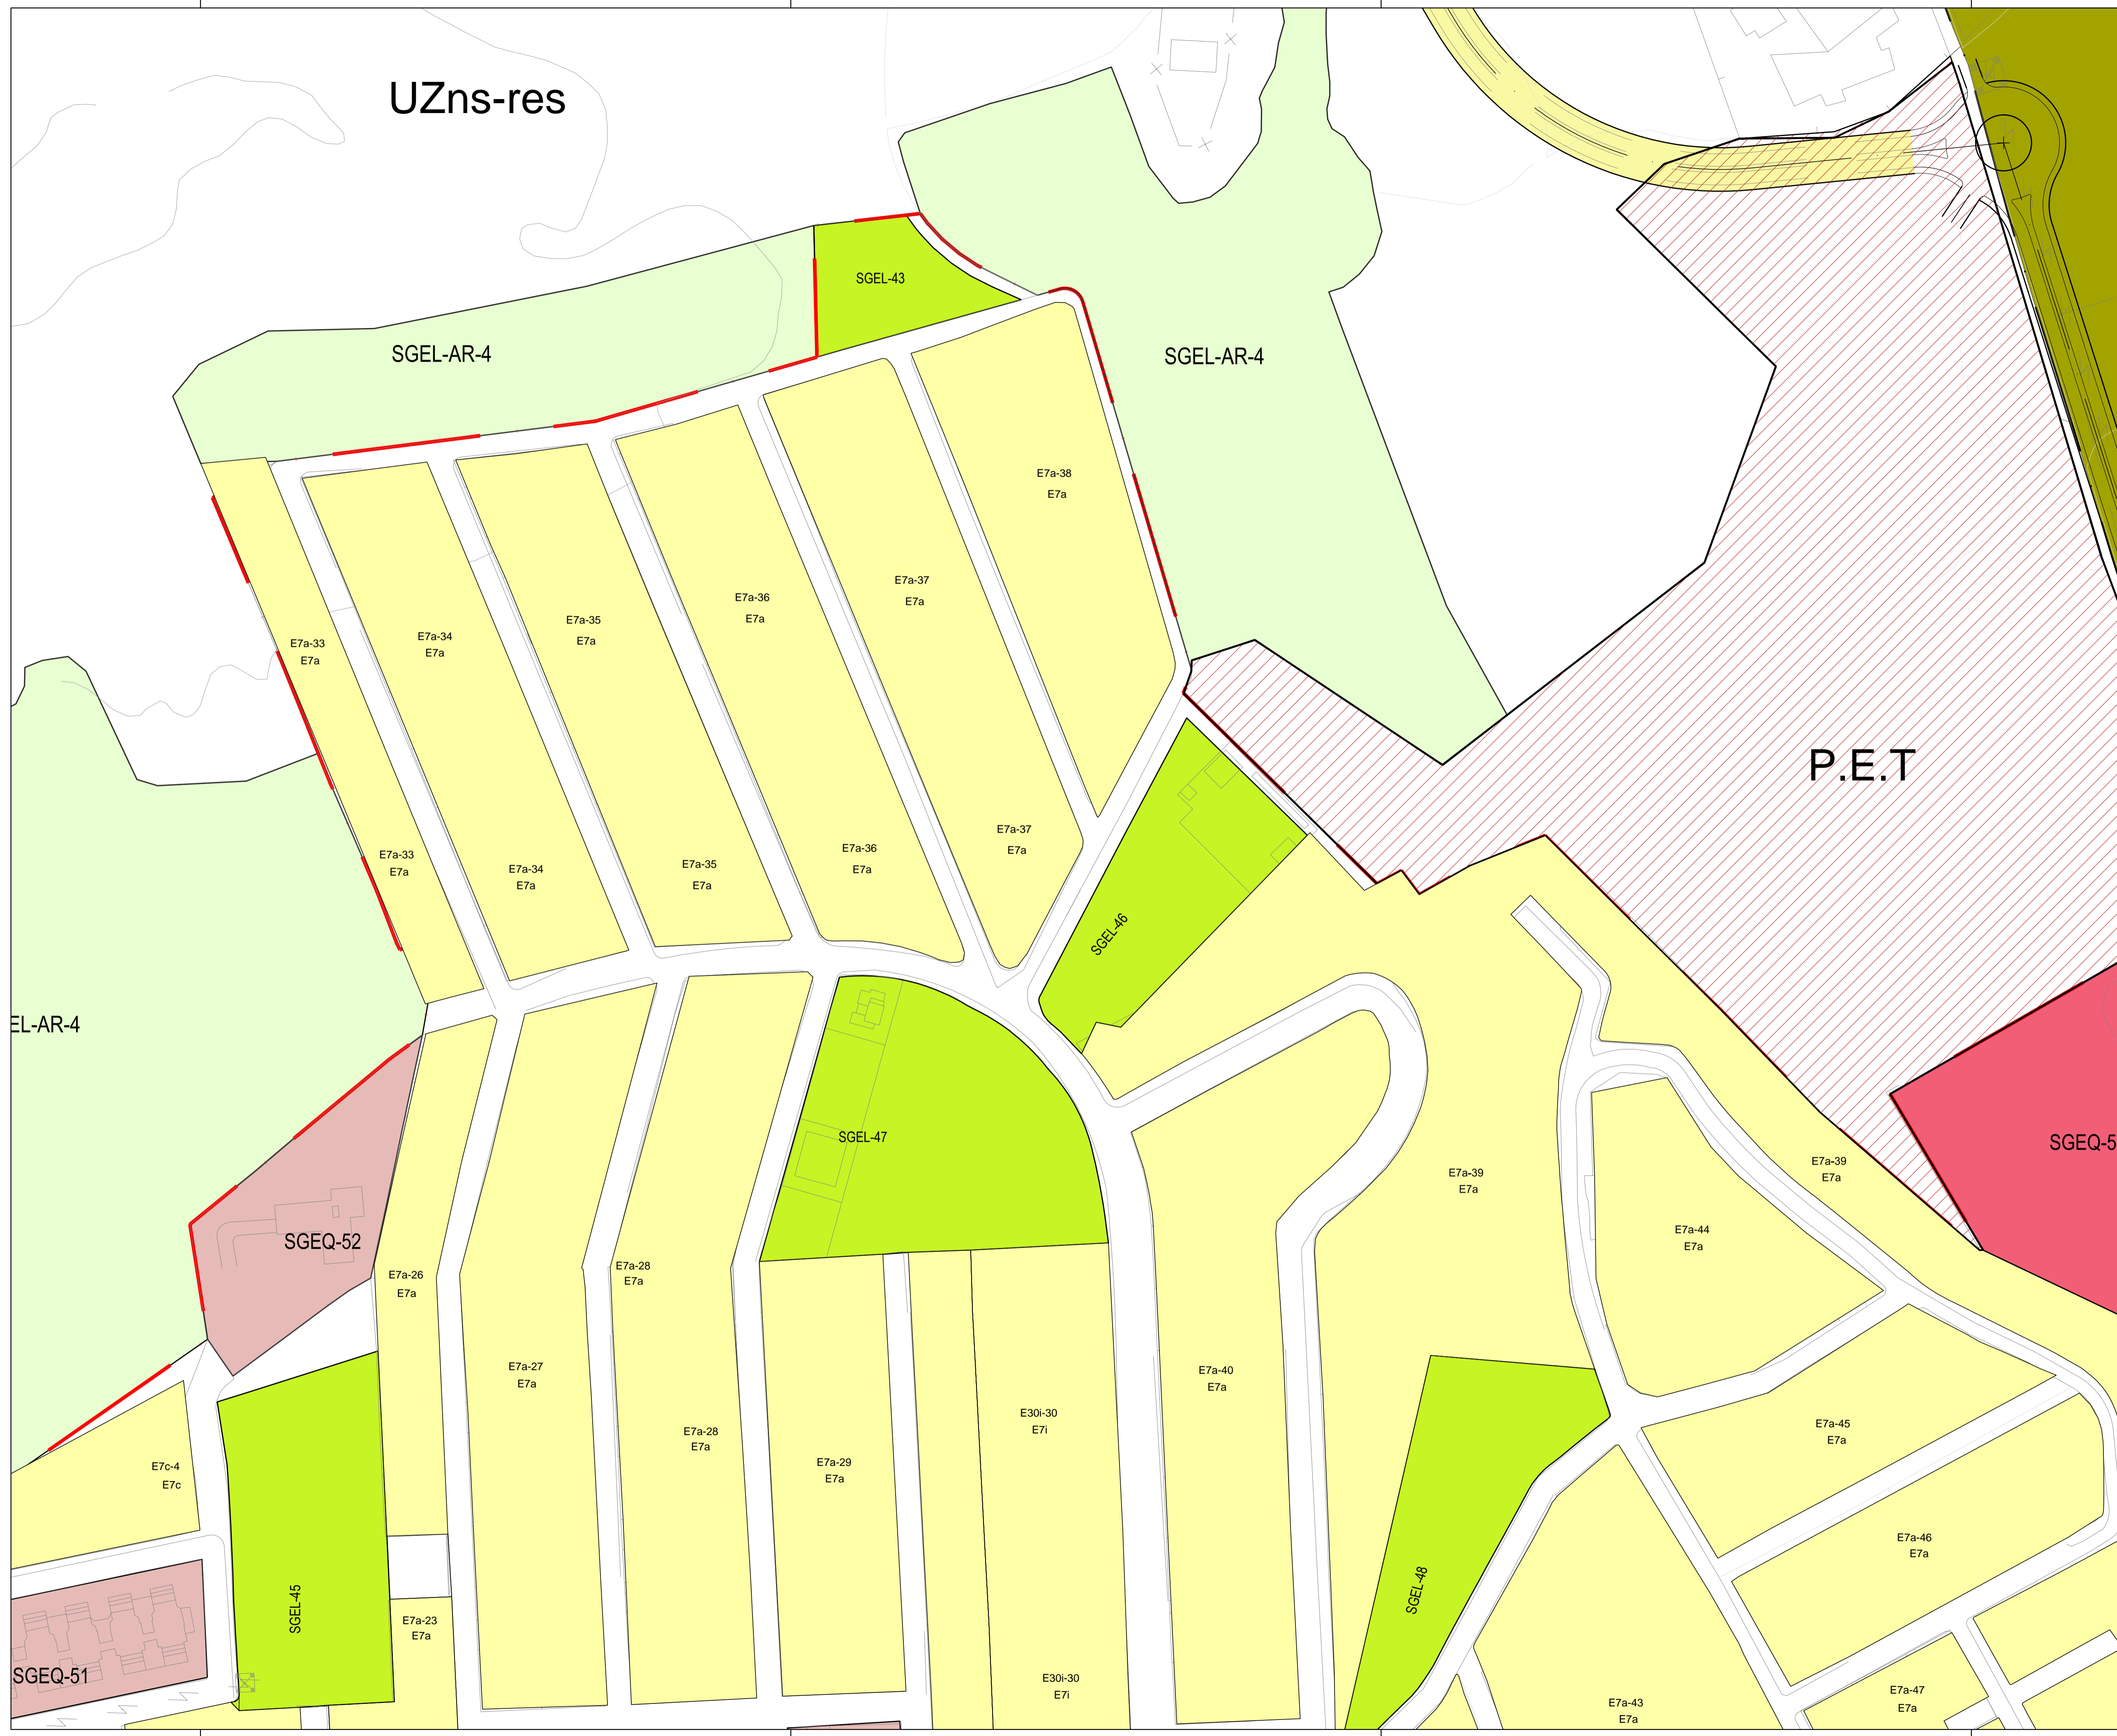 UZns-res
SGEL-43
SGEL-AR-4
SGEL-AR-4
E7a-38
E7a
E7a-37
E7a
E7a-36
E7a
E7a-35
E7a
E7a-34
E7a
E7a-33
E7a
P.E.T
E7a-37
E7a
E7a-36
E7a
E7a-35
E7a
E7a-34
E7a
E7a-33
E7a
SGEL-46
EL-AR-4
SGEL-47
SGEQ-5
E7a-39
E7a
E7a-39
E7a
E7a-44
E7a
SGEQ-52
E7a-26
E7a
E7a-28
E7a
E7a-27
E7a
E7a-40
E7a
E30i-30
E7i
E7a-28
E7a
E7a-29
E7a
E7a-45
E7a
E7c-4
E7c
E7a-46
E7a
SGEL-48
SGEL-45
E7a-23
E7a
SGEQ-51
E30i-30
E7i
E7a-43
E7a
E7a-47
E7a